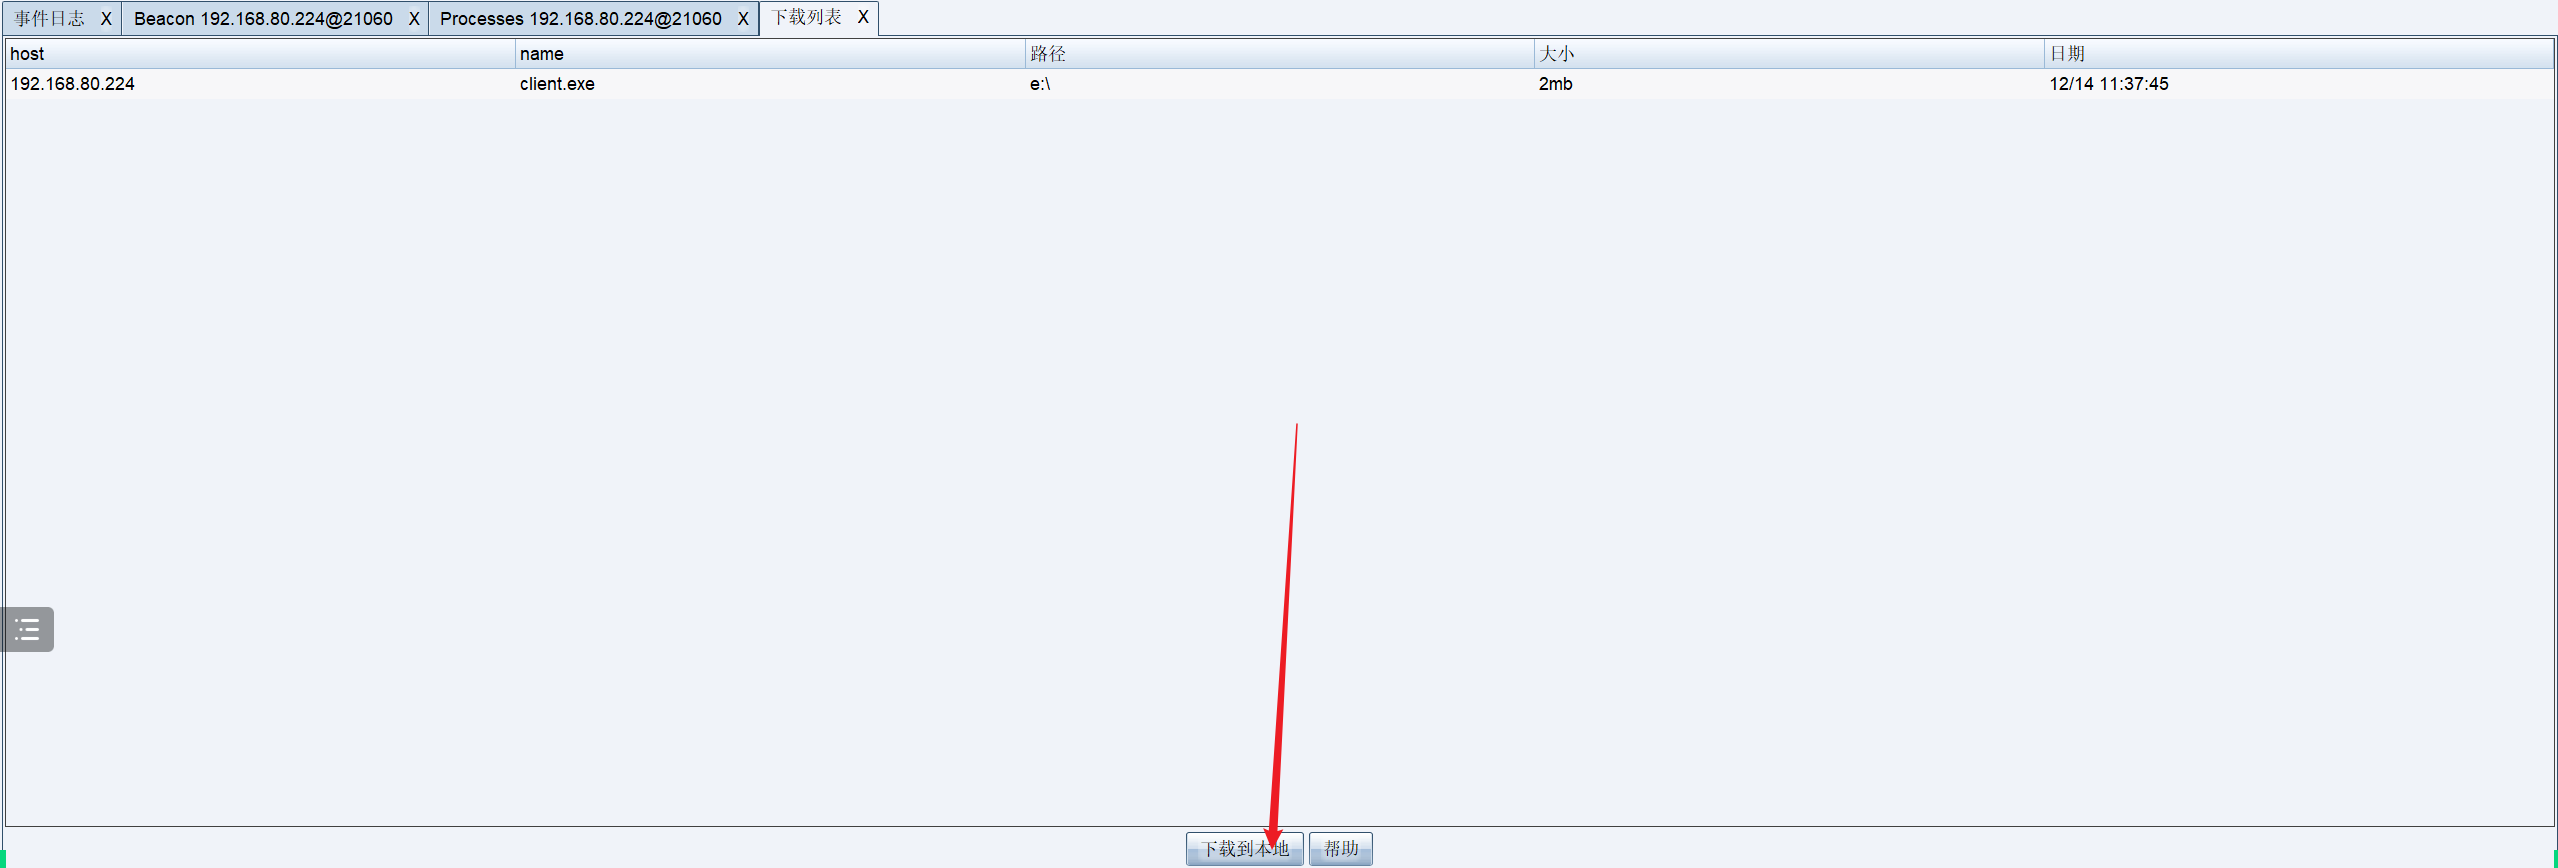 事件日志 X Beacon 192.168.80.224@21060 X Processes 192.168.80.224@21060 X 下载列表 X
host name 路径 大小 日期
192.168.80.224 client.exe e:\ 2mb 12/14 11:37:45
下载到本地 帮助